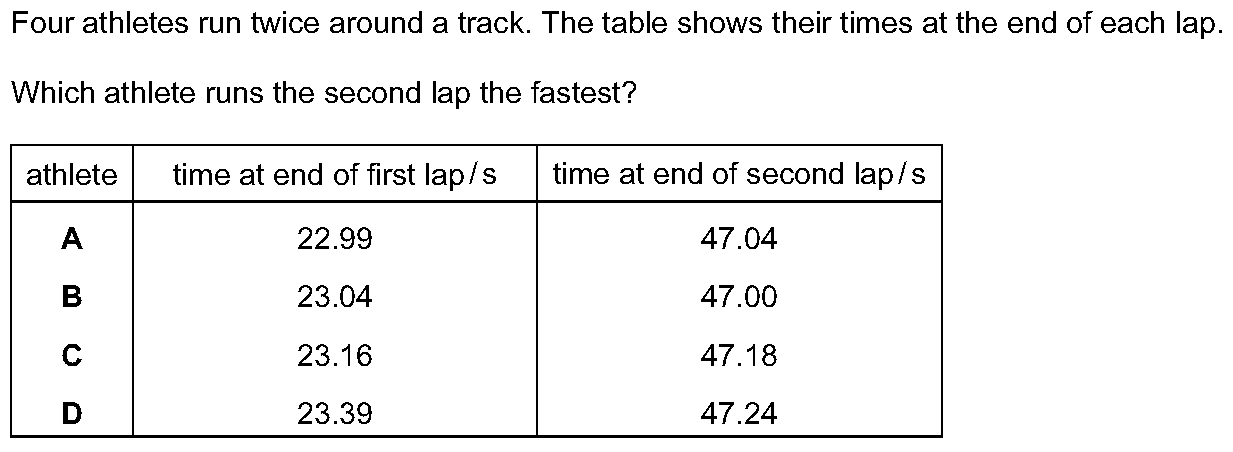 Four athletes run twice around a track. The table shows their times at the end of each lap.
Which athlete runs the second lap the fastest?
athlete time at end of first lap / s time at end of second lap / s
A 22.99 47.04
B 23.04 47.00
C 23.16 47.18
D 23.39 47.24